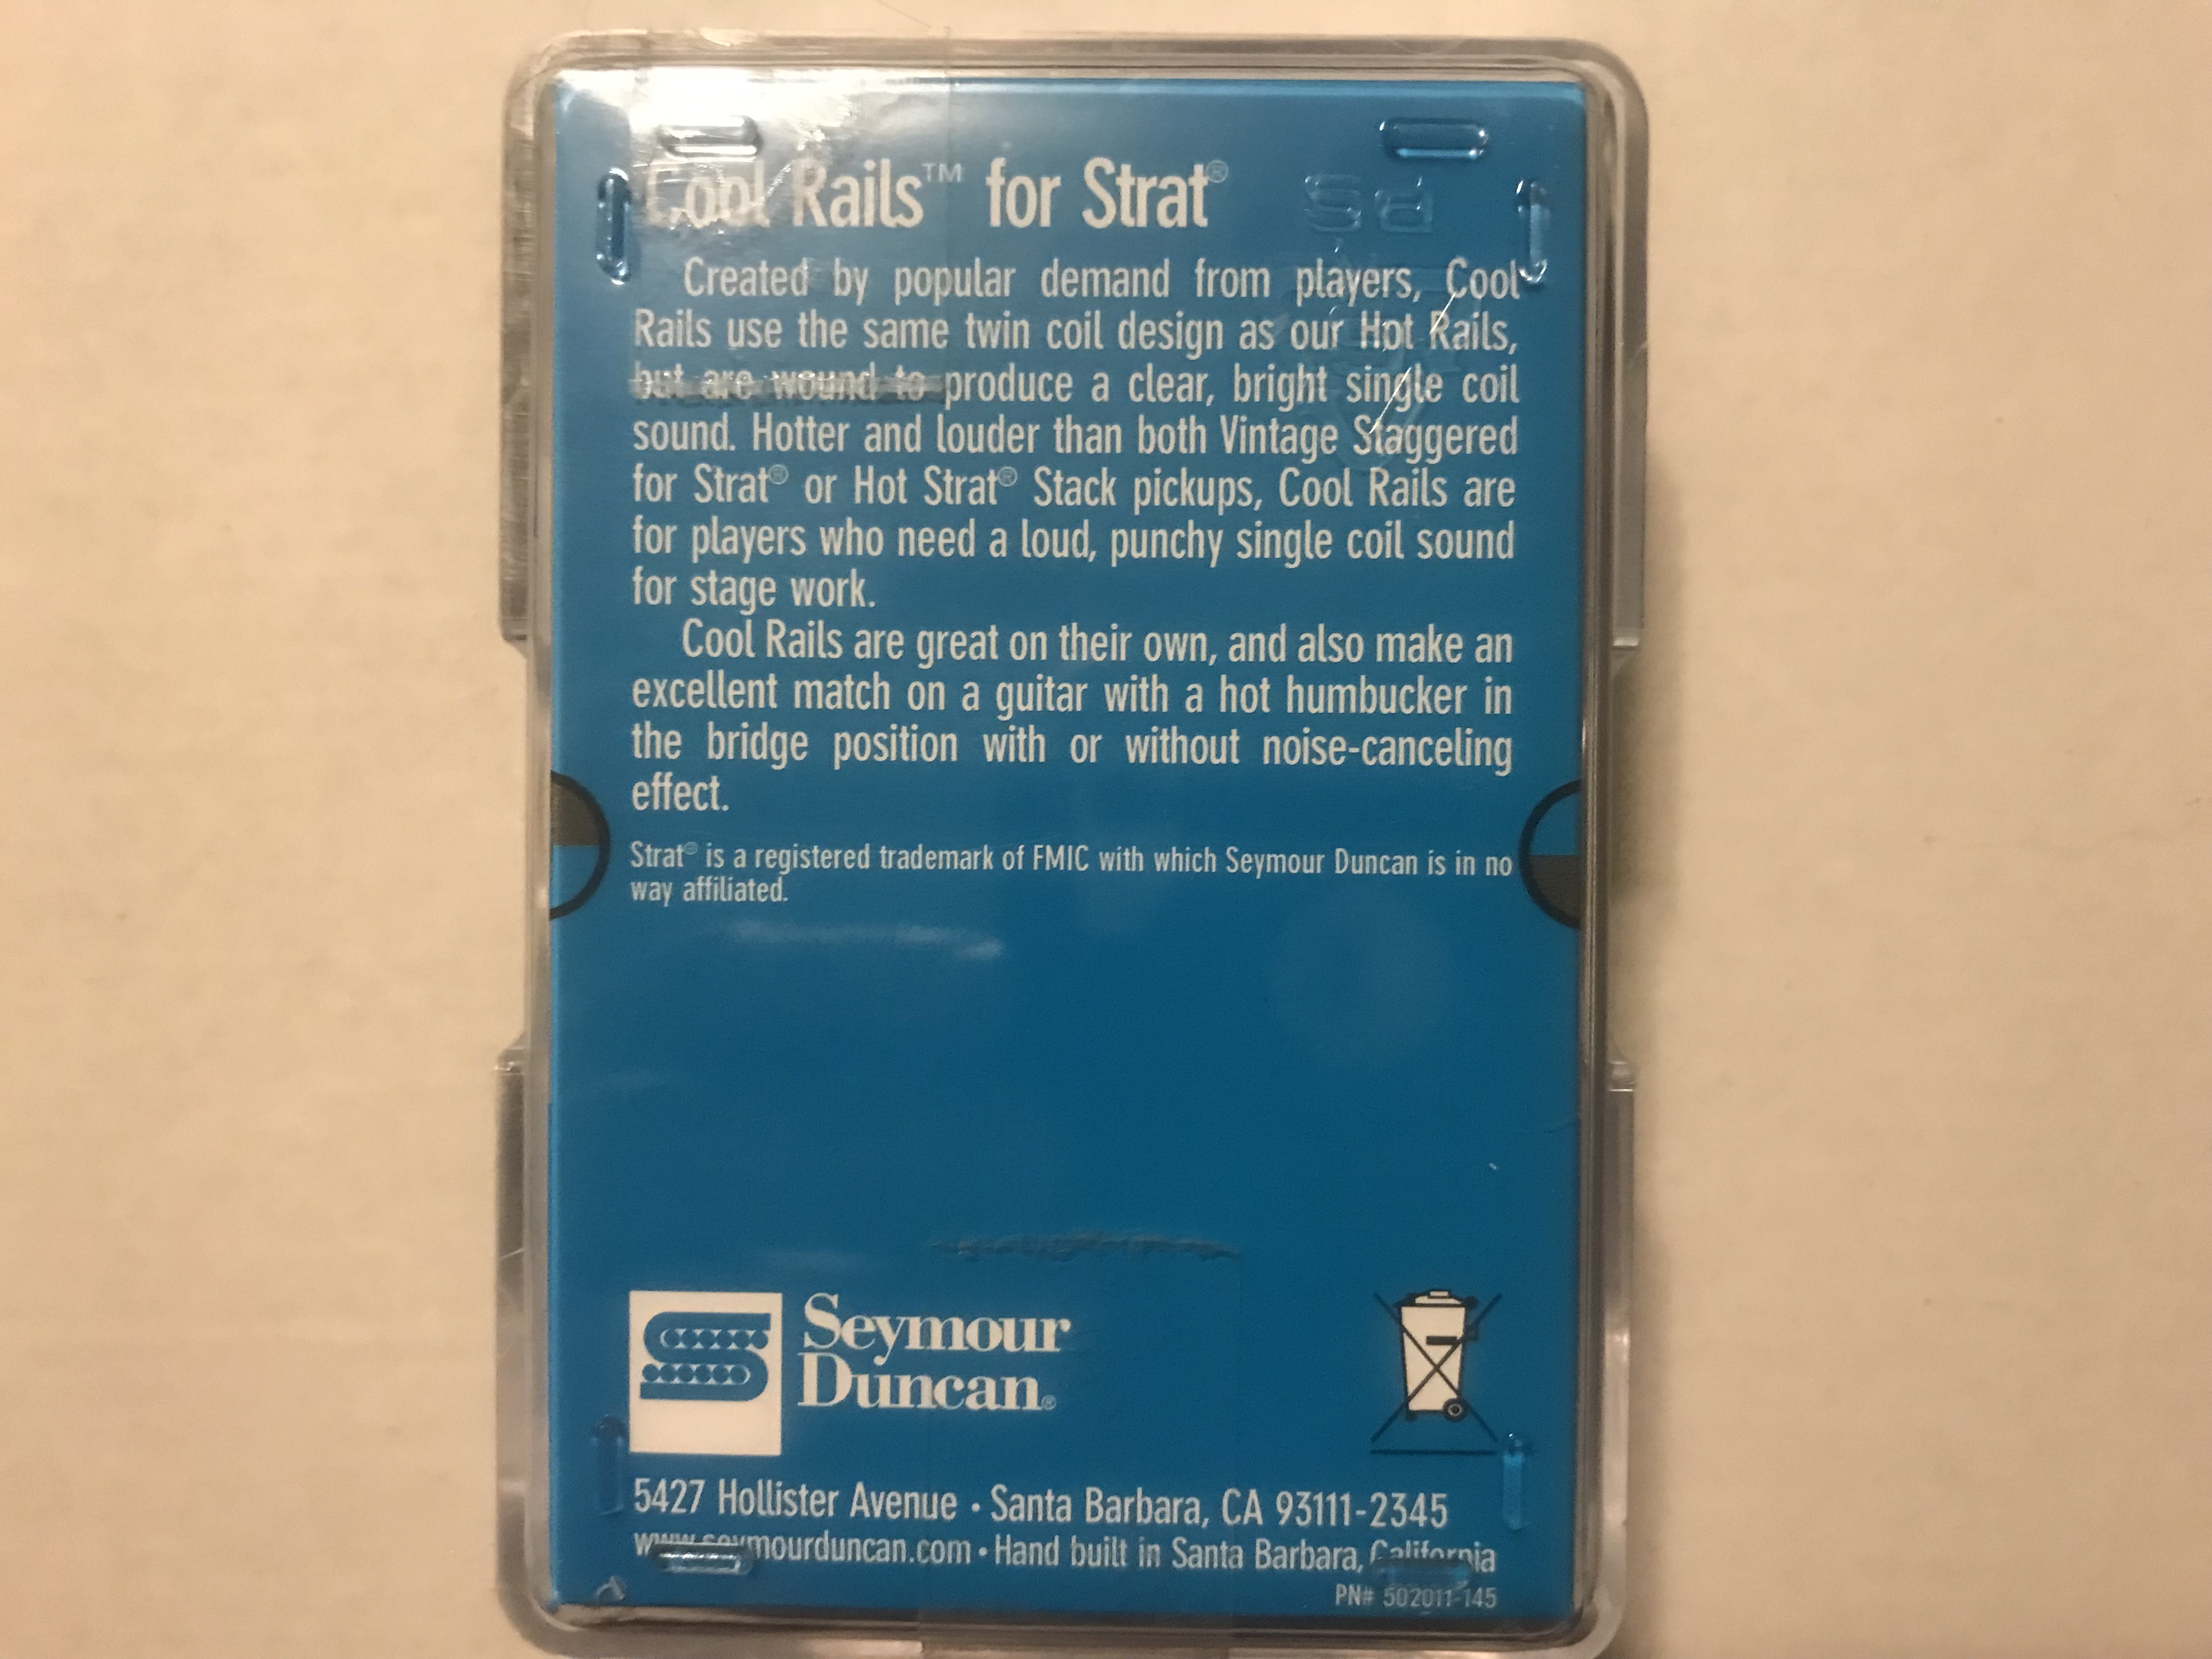 Cool Rails™ for Strat®
Created by popular demand from players, Cool
Rails use the same twin coil design as our Hot Rails,
but are wound to produce a clear, bright single coil
sound. Hotter and louder than both Vintage Staggered
for Strat® or Hot Strat® Stack pickups, Cool Rails are
for players who need a loud, punchy single coil sound
for stage work.
Cool Rails are great on their own, and also make an
excellent match on a guitar with a hot humbucker in
the bridge position with or without noise-canceling
effect.
Strat® is a registered trademark of FMIC with which Seymour Duncan is in no
way affiliated.
Seymour
Duncan®
5427 Hollister Avenue • Santa Barbara, CA 93111-2345
www.seymourduncan.com • Hand built in Santa Barbara, California
PN# 502011-145